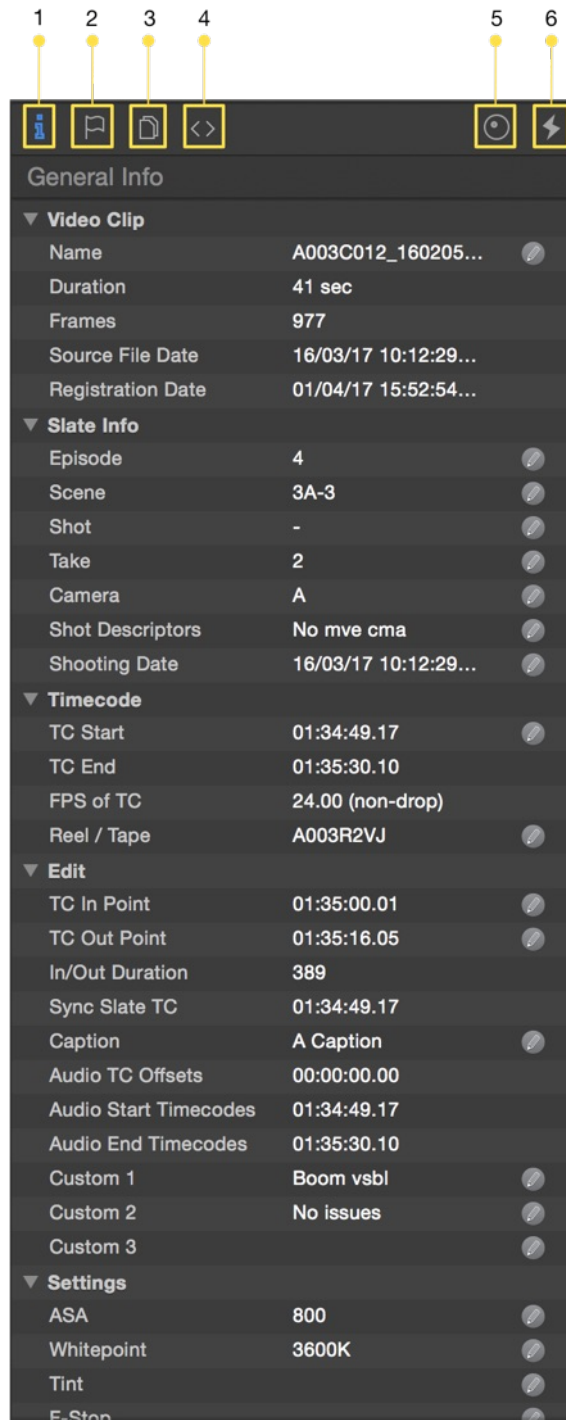 1 2 3 4 5 6
General Info
Video Clip
Name A003C012_160205...
Duration 41 sec
Frames 977
Source File Date 16/03/17 10:12:29...
Registration Date 01/04/17 15:52:54...
Slate Info
Episode 4
Scene 3A-3
Shot -
Take 2
Camera A
Shot Descriptors No mve cma
Shooting Date 16/03/17 10:12:29...
Timecode
TC Start 01:34:49.17
TC End 01:35:30.10
FPS of TC 24.00 (non-drop)
Reel / Tape A003R2VJ
Edit
TC In Point 01:35:00.01
TC Out Point 01:35:16.05
In/Out Duration 389
Sync Slate TC 01:34:49.17
Caption A Caption
Audio TC Offsets 00:00:00.00
Audio Start Timecodes 01:34:49.17
Audio End Timecodes 01:35:30.10
Custom 1 Boom vsbl
Custom 2 No issues
Custom 3
Settings
ASA 800
Whitepoint 3600K
Tint
F-Stop